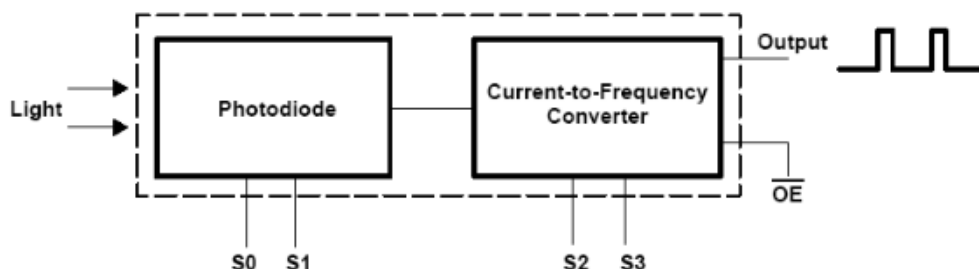 Light
Photodiode
Current-to-Frequency
Converter
Output
OE
S0
S1
S2
S3